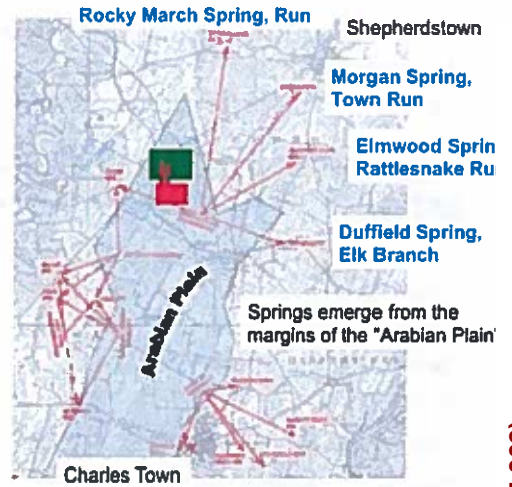 Rocky March Spring, Run
Shepherdstown
Morgan Spring,
Town Run
Elmwood Sprin
Rattlesnake Ru
Duffield Spring,
Elk Branch
Arabian Plain
Springs emerge from the
margins of the "Arabian Plain'
Charles Town